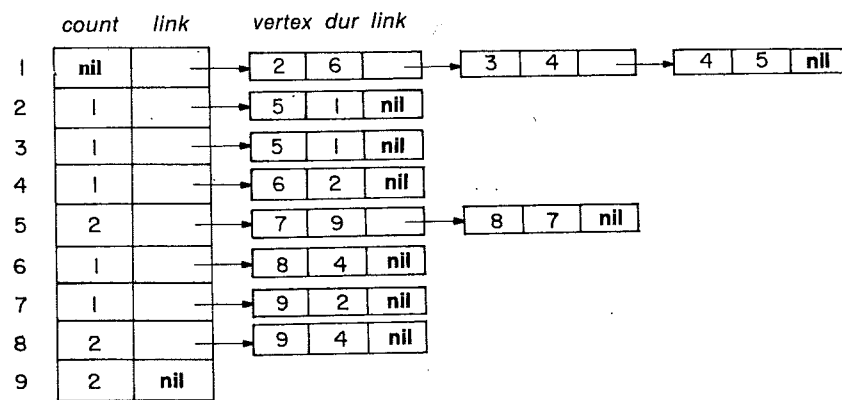 count link vertex dur link
1 nil 2 6 3 4 4 5 nil
2 1 5 1 nil
3 1 5 1 nil
4 1 6 2 nil
5 2 7 9 8 7 nil
6 1 8 4 nil
7 1 9 2 nil
8 2 9 4 nil
9 2 nil